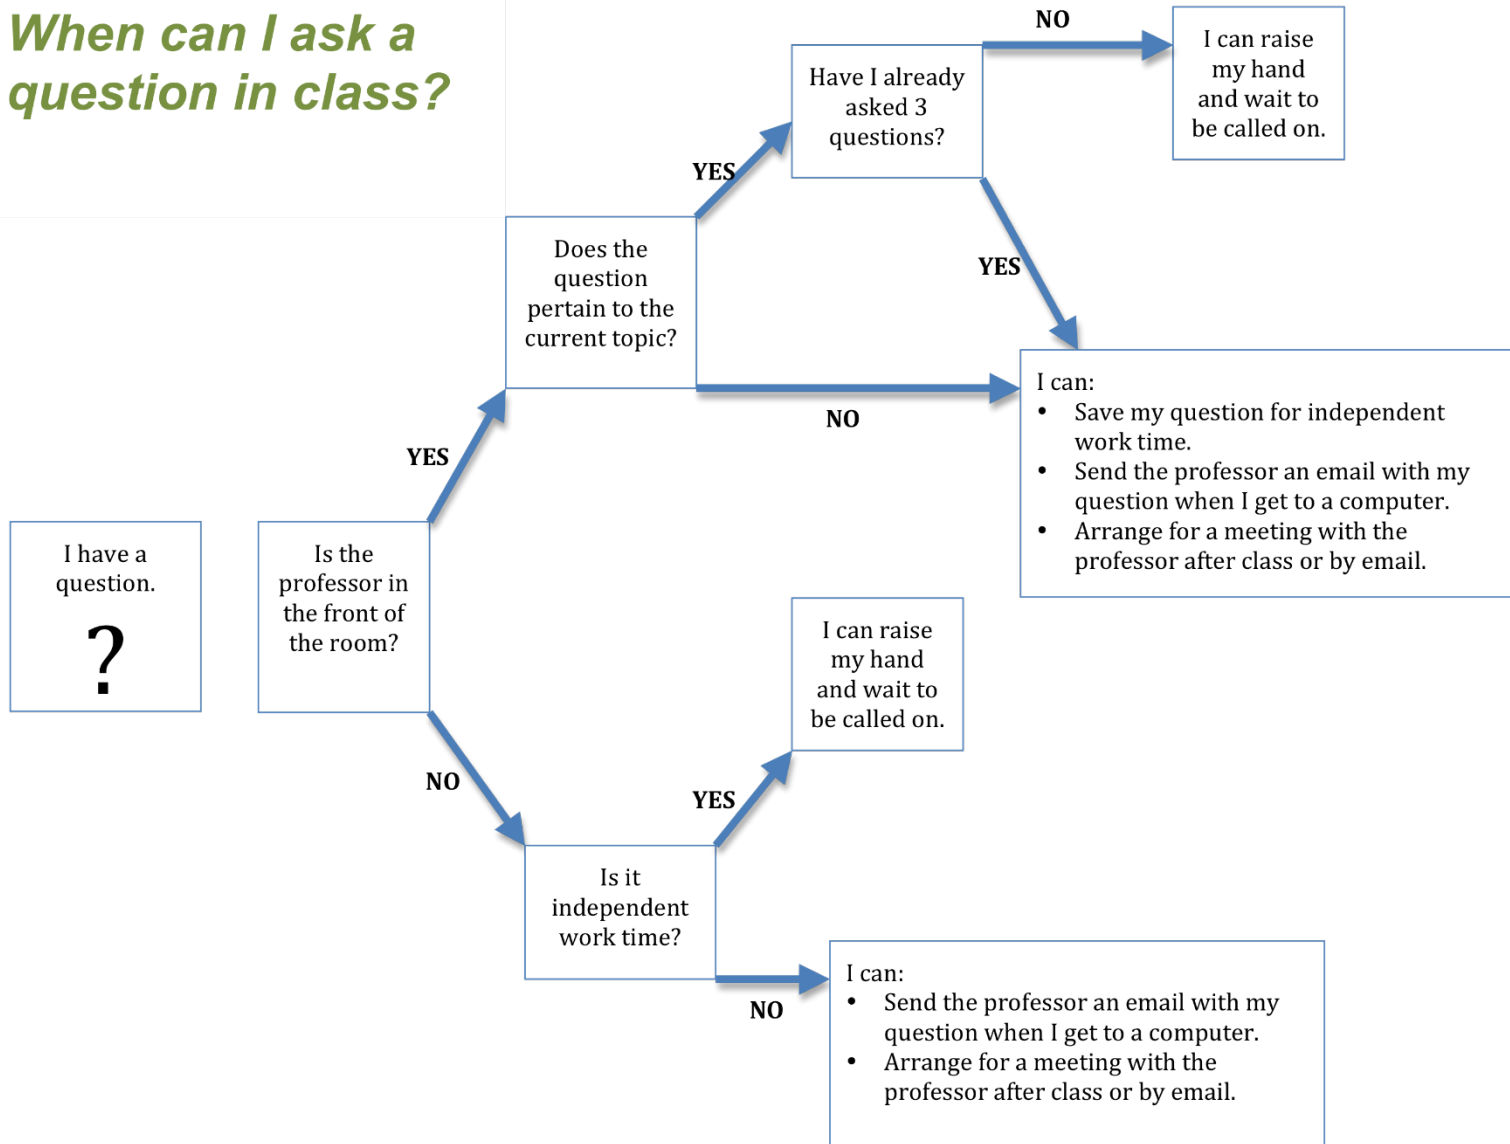 When can I ask a
question in class?
I have a
question.
?
Is the
professor in
the front of
the room?
YES
NO
Does the
question
pertain to the
current topic?
YES
NO
Have I already
asked 3
questions?
NO
YES
I can raise
my hand
and wait to
be called on.
I can:
• Save my question for independent
work time.
• Send the professor an email with my
question when I get to a computer.
• Arrange for a meeting with the
professor after class or by email.
Is it
independent
work time?
YES
NO
I can raise
my hand
and wait to
be called on.
I can:
• Send the professor an email with my
question when I get to a computer.
• Arrange for a meeting with the
professor after class or by email.